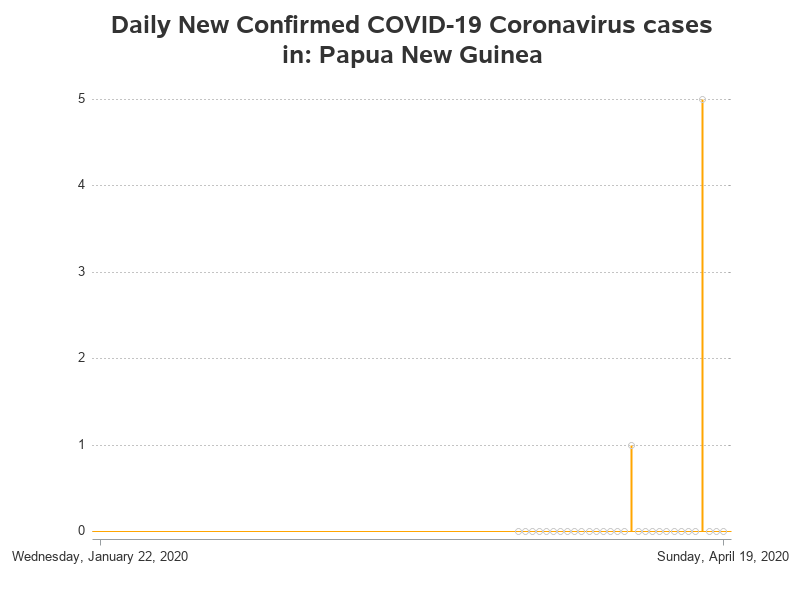 Daily New Confirmed COVID-19 Coronavirus cases
in: Papua New Guinea
5
4
3
2
1
0
Wednesday, January 22, 2020
Sunday, April 19, 2020